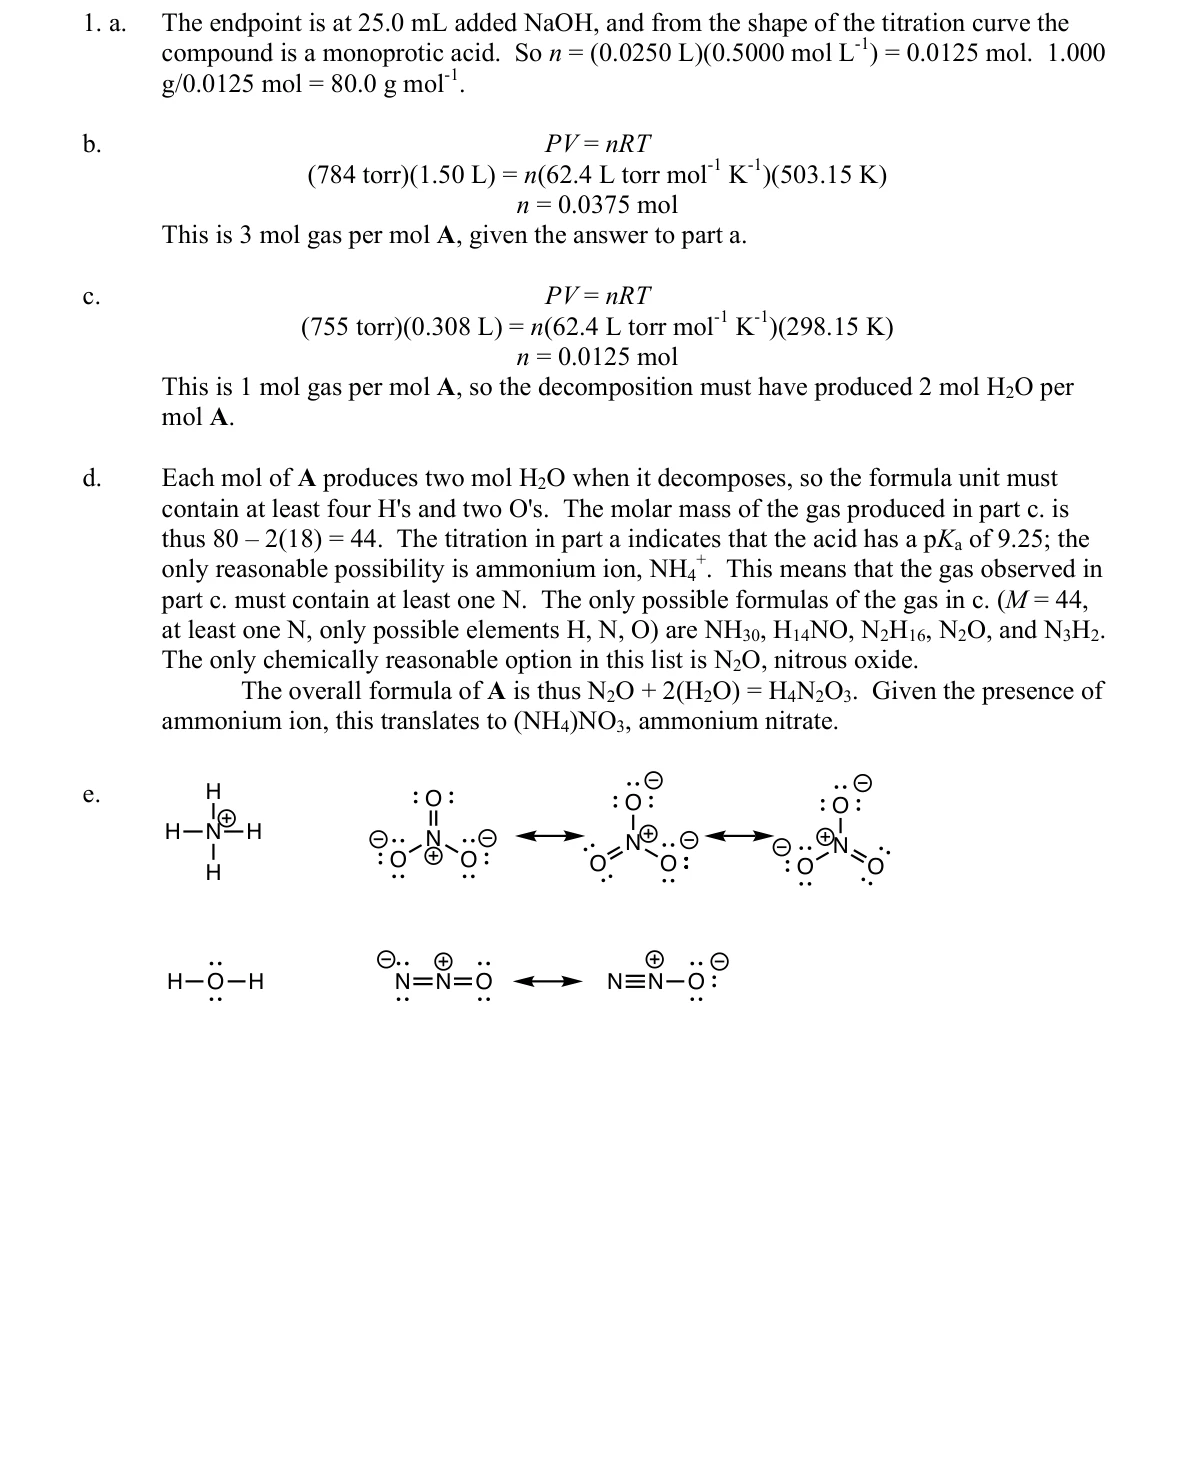 1. a. The endpoint is at 25.0 mL added NaOH, and from the shape of the titration curve the
compound is a monoprotic acid. So n = (0.0250 L)(0.5000 mol L⁻¹) = 0.0125 mol. 1.000
g/0.0125 mol = 80.0 g mol⁻¹.
b. PV = nRT
(784 torr)(1.50 L) = n(62.4 L torr mol⁻¹ K⁻¹)(503.15 K)
n = 0.0375 mol
This is 3 mol gas per mol A, given the answer to part a.
c. PV = nRT
(755 torr)(0.308 L) = n(62.4 L torr mol⁻¹ K⁻¹)(298.15 K)
n = 0.0125 mol
This is 1 mol gas per mol A, so the decomposition must have produced 2 mol H₂O per
mol A.
d. Each mol of A produces two mol H₂O when it decomposes, so the formula unit must
contain at least four H's and two O's. The molar mass of the gas produced in part c. is
thus 80 – 2(18) = 44. The titration in part a indicates that the acid has a pKₐ of 9.25; the
only reasonable possibility is ammonium ion, NH₄⁺. This means that the gas observed in
part c. must contain at least one N. The only possible formulas of the gas in c. (M = 44,
at least one N, only possible elements H, N, O) are NH₃₀, H₁₄NO, N₂H₁₆, N₂O, and N₃H₂.
The only chemically reasonable option in this list is N₂O, nitrous oxide.
The overall formula of A is thus N₂O + 2(H₂O) = H₄N₂O₃. Given the presence of
ammonium ion, this translates to (NH₄)NO₃, ammonium nitrate.
e. H :O: :O:⊖ :O:⊖
H–N⊕–H ⊖ N⊕ ⊖ ↔ N⊕ ⊖ ↔ ⊖ ⊕N
H :O O: O O: :O O
H–O–H ⊖N=N⊕=O ↔ N≡N⊕–O:⊖